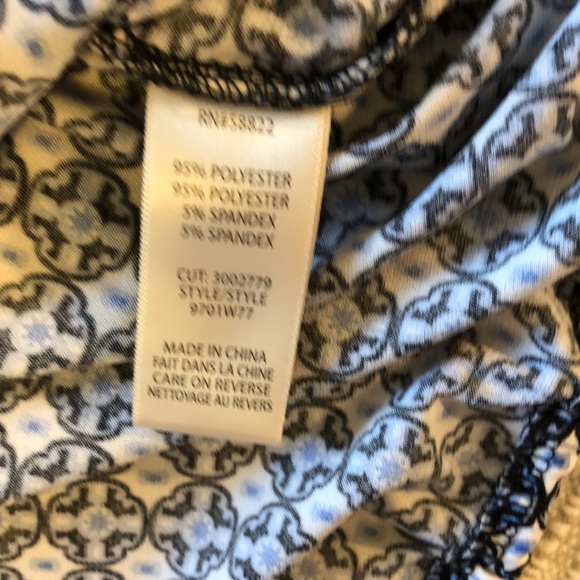 RN#58822
95% POLYESTER
95% POLYESTER
5% SPANDEX
5% SPANDEX
CUT: 3002779
STYLE/STYLE
9701W77
MADE IN CHINA
FAIT DANS LA CHINE
CARE ON REVERSE
NETTOYAGE AU REVERS